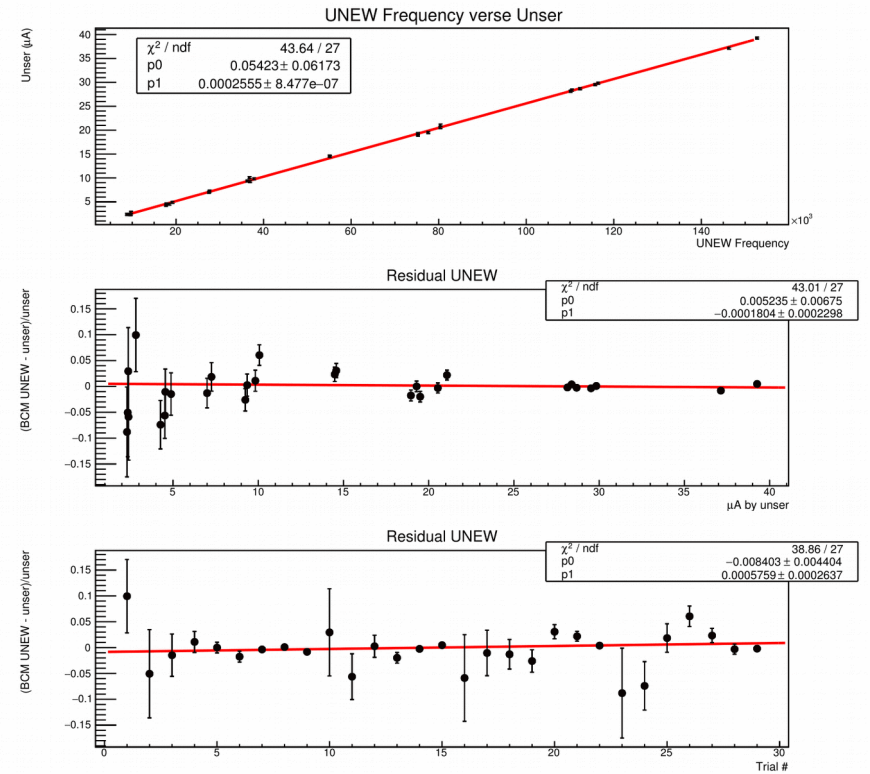 UNEW Frequency verse Unser
Unser (μA)
χ² / ndf 43.64 / 27
p0 0.05423 ± 0.06173
p1 0.0002555 ± 8.477e−07
40
35
30
25
20
15
10
5
20 40 60 80 100 120 140
×10³
UNEW Frequency
Residual UNEW
(BCM UNEW - unser)/unser
χ² / ndf 43.01 / 27
p0 0.005235 ± 0.00675
p1 −0.0001804 ± 0.0002298
0.15
0.1
0.05
0
−0.05
−0.1
−0.15
5 10 15 20 25 30 35 40
μA by unser
Residual UNEW
(BCM UNEW - unser)/unser
χ² / ndf 38.86 / 27
p0 −0.008403 ± 0.004404
p1 0.0005759 ± 0.0002637
0.15
0.1
0.05
0
−0.05
−0.1
−0.15
0 5 10 15 20 25 30
Trial #